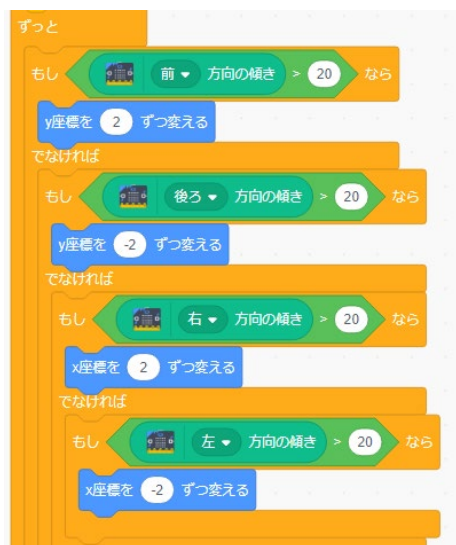 ずっと
もし 前 方向の傾き > 20 なら
y座標を 2 ずつ変える
でなければ
もし 後ろ 方向の傾き > 20 なら
y座標を -2 ずつ変える
でなければ
もし 右 方向の傾き > 20 なら
x座標を 2 ずつ変える
でなければ
もし 左 方向の傾き > 20 なら
x座標を -2 ずつ変える